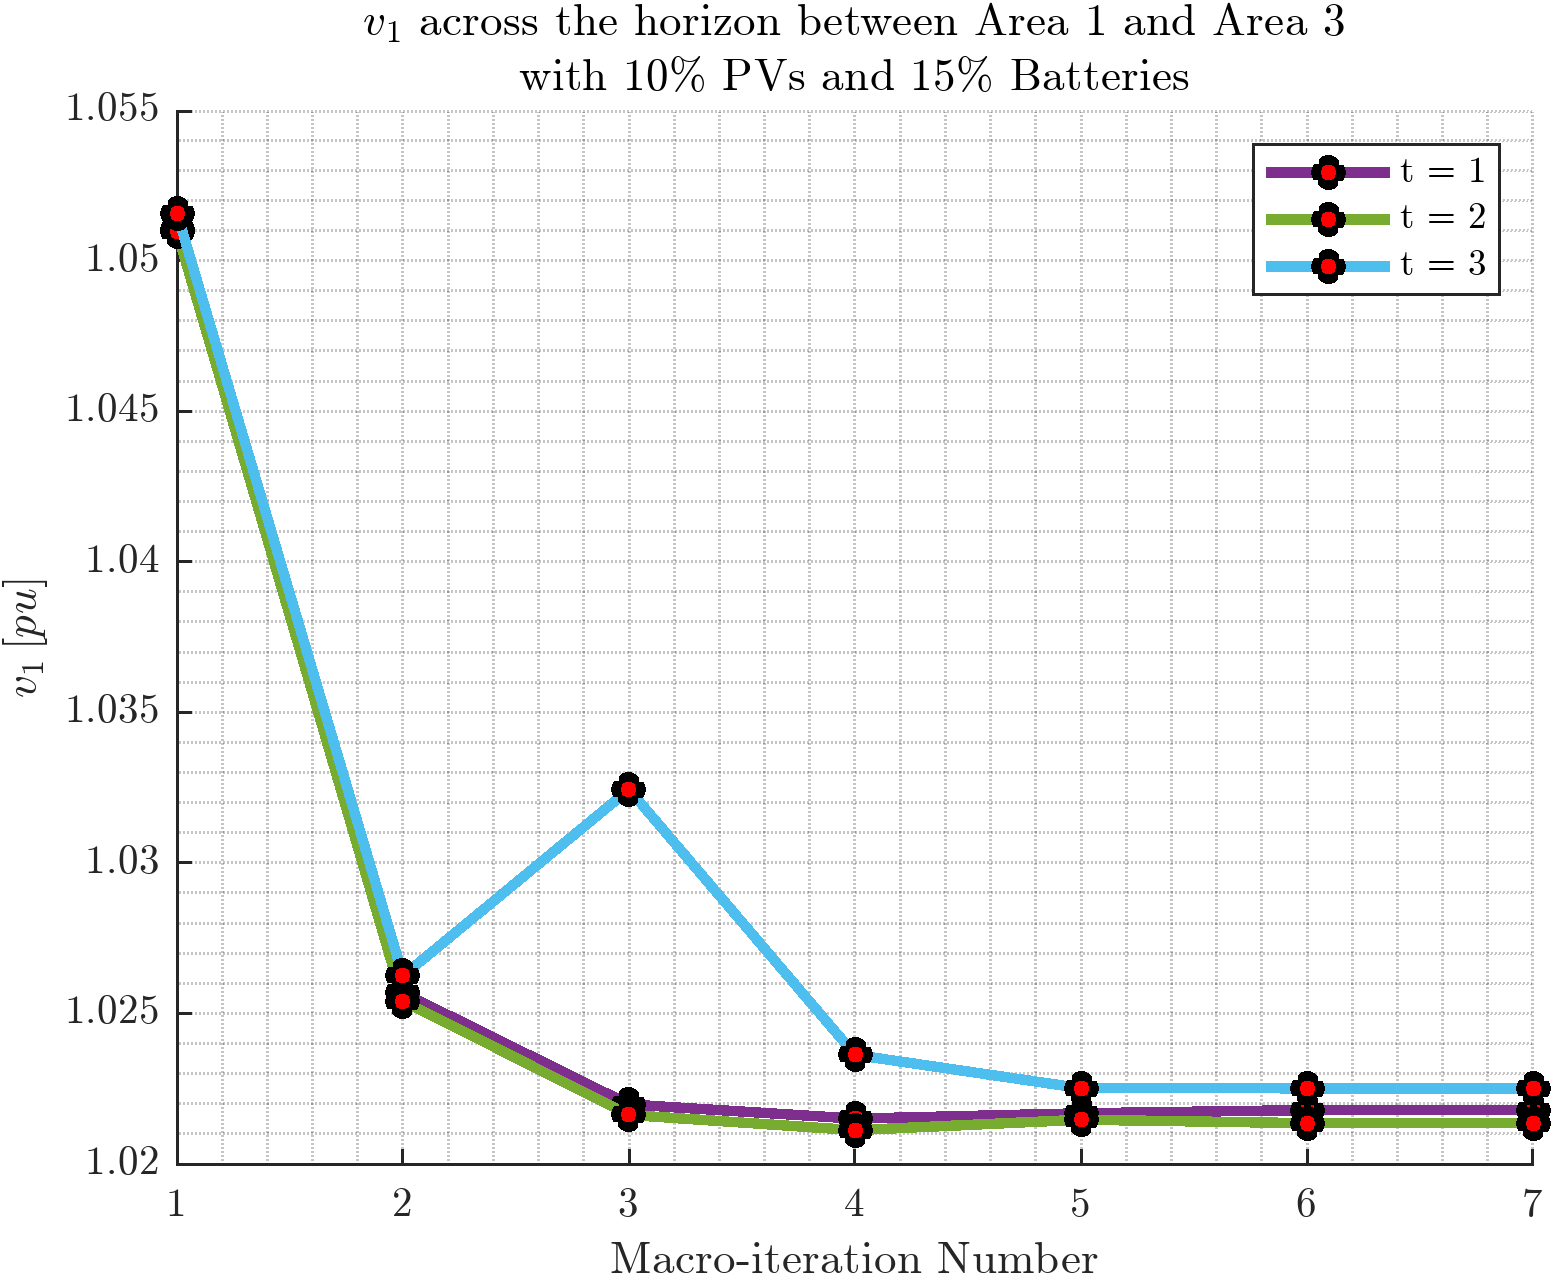 v₁ across the horizon between Area 1 and Area 3
with 10% PVs and 15% Batteries
1.055
1.05
1.045
1.04
1.035
1.03
1.025
1.02
v₁ [pu]
t = 1
t = 2
t = 3
1 2 3 4 5 6 7
Macro-iteration Number